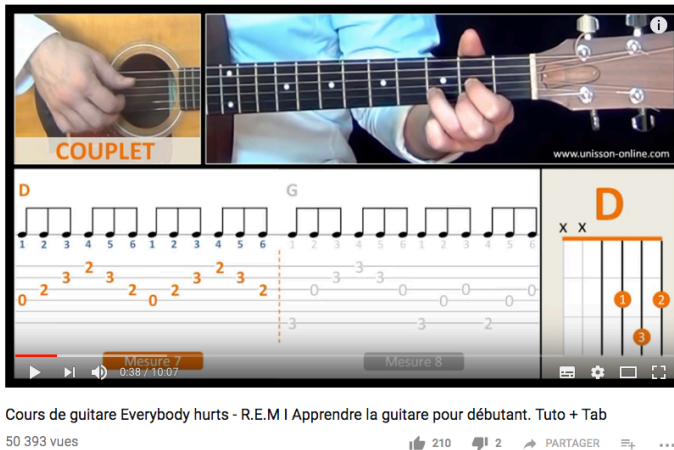 i
COUPLET
www.unisson-online.com
D
G
D
x x
1 2 3 4 5 6 1 2 3 4 5 6 1 2 3 4 5 6 1 2 3 4 5 6
0 2 3 2 3 2 0 2 3 2 3 2
3 0 3 3 3 0 3 0 0 2 0 0
1 2
3
Mesure 7
Mesure 8
0:38 / 10:07
Cours de guitare Everybody hurts - R.E.M I Apprendre la guitare pour débutant. Tuto + Tab
50 393 vues
210
2
PARTAGER